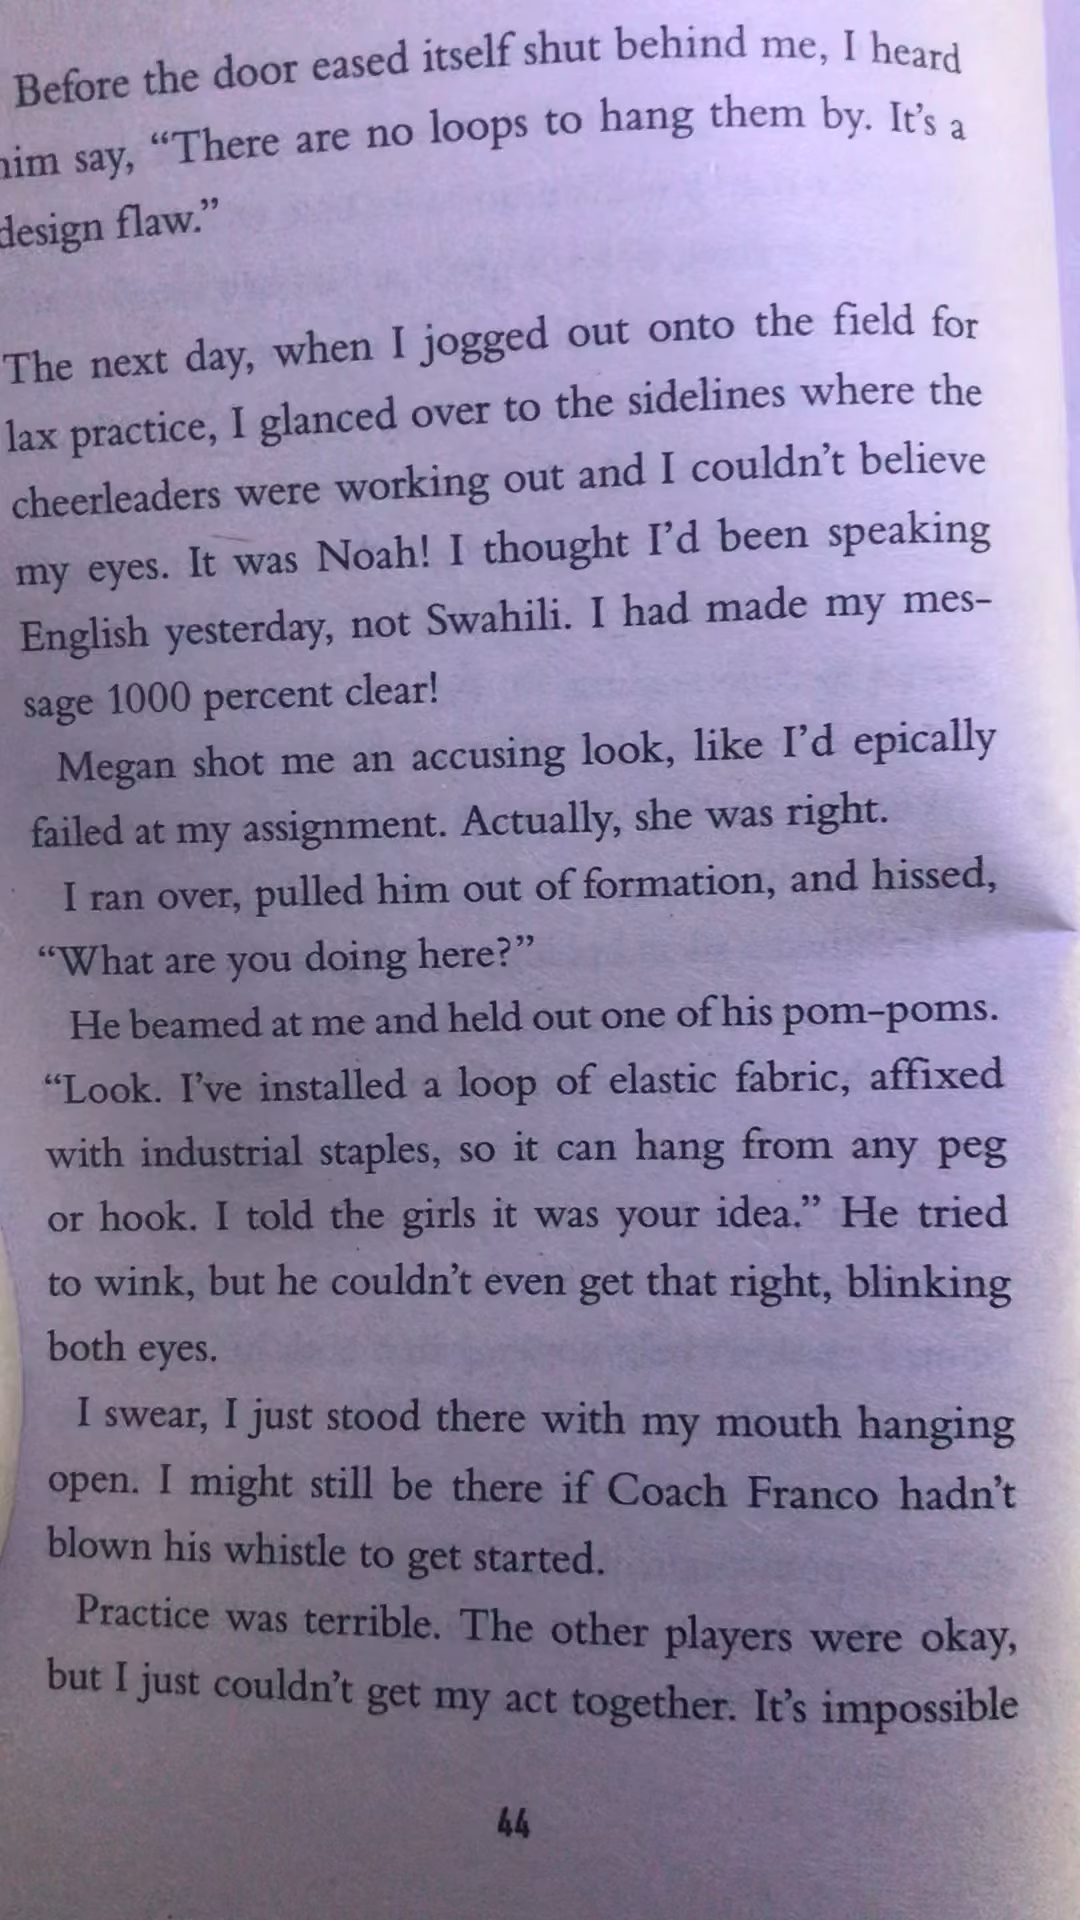 Before the door eased itself shut behind me, I heard
him say, “There are no loops to hang them by. It’s a
design flaw.”
The next day, when I jogged out onto the field for
lax practice, I glanced over to the sidelines where the
cheerleaders were working out and I couldn’t believe
my eyes. It was Noah! I thought I’d been speaking
English yesterday, not Swahili. I had made my mes-
sage 1000 percent clear!
Megan shot me an accusing look, like I’d epically
failed at my assignment. Actually, she was right.
I ran over, pulled him out of formation, and hissed,
“What are you doing here?”
He beamed at me and held out one of his pom-poms.
“Look. I’ve installed a loop of elastic fabric, affixed
with industrial staples, so it can hang from any peg
or hook. I told the girls it was your idea.” He tried
to wink, but he couldn’t even get that right, blinking
both eyes.
I swear, I just stood there with my mouth hanging
open. I might still be there if Coach Franco hadn’t
blown his whistle to get started.
Practice was terrible. The other players were okay,
but I just couldn’t get my act together. It’s impossible
44